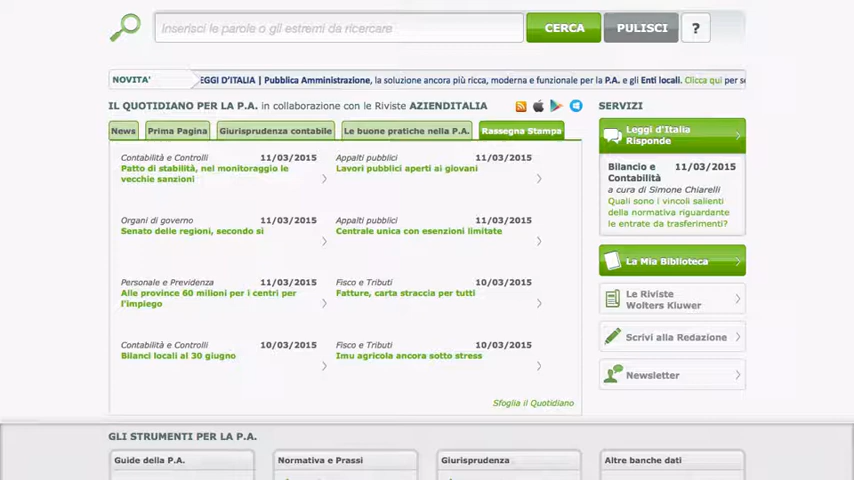 Inserisci le parole o gli estremi da ricercare
CERCA
PULISCI
?
NOVITA'
EGGI D'ITALIA | Pubblica Amministrazione, la soluzione ancora più ricca, moderna e funzionale per la P.A. e gli Enti locali. Clicca qui per se
IL QUOTIDIANO PER LA P.A. in collaborazione con le Riviste AZIENDITALIA
News
Prima Pagina
Giurisprudenza contabile
Le buone pratiche nella P.A.
Rassegna Stampa
Contabilità e Controlli 11/03/2015
Patto di stabilità, nel monitoraggio le
vecchie sanzioni
Appalti pubblici 11/03/2015
Lavori pubblici aperti ai giovani
Organi di governo 11/03/2015
Senato delle regioni, secondo sì
Appalti pubblici 11/03/2015
Centrale unica con esenzioni limitate
Personale e Previdenza 11/03/2015
Alle province 60 milioni per i centri per
l'impiego
Fisco e Tributi 10/03/2015
Fatture, carta straccia per tutti
Contabilità e Controlli 10/03/2015
Bilanci locali al 30 giugno
Fisco e Tributi 10/03/2015
Imu agricola ancora sotto stress
Sfoglia il Quotidiano
SERVIZI
Leggi d'Italia
Risponde
Bilancio e 11/03/2015
Contabilità
a cura di Simone Chiarelli
Quali sono i vincoli salienti
della normativa riguardante
le entrate da trasferimenti?
La Mia Biblioteca
Le Riviste
Wolters Kluwer
Scrivi alla Redazione
Newsletter
GLI STRUMENTI PER LA P.A.
Guide della P.A.
Normativa e Prassi
Giurisprudenza
Altre banche dati